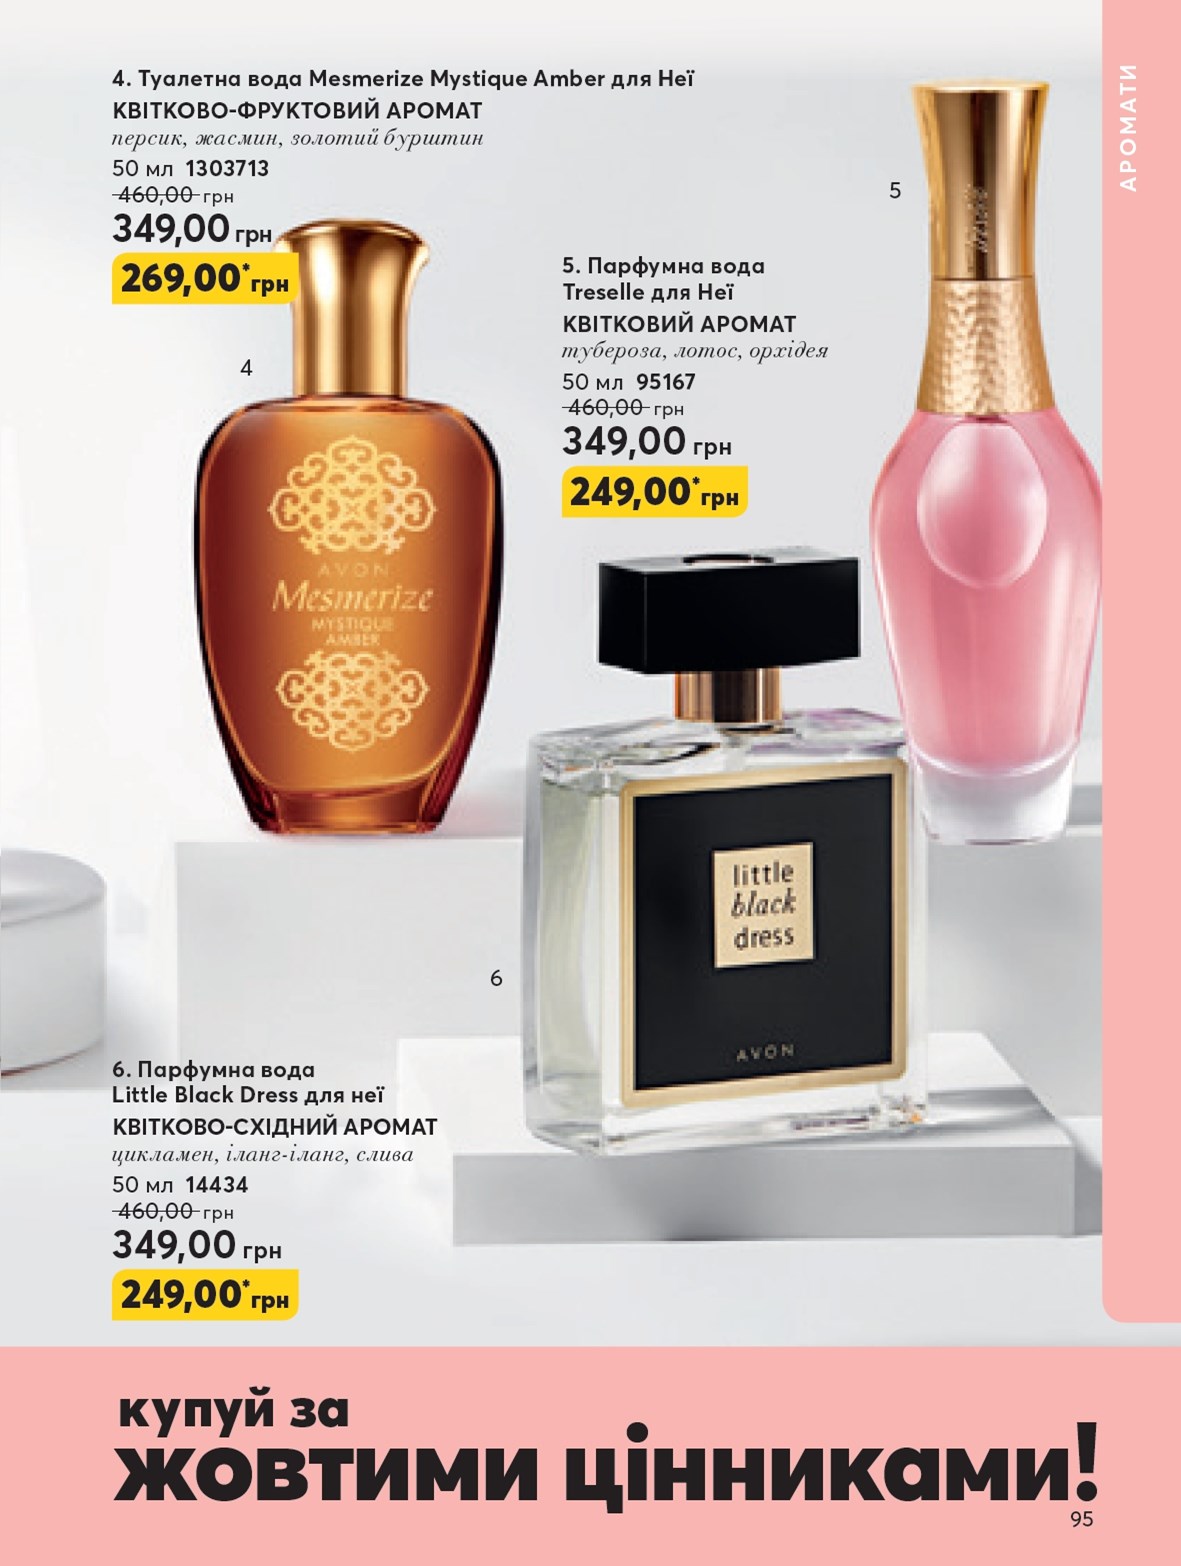 АРОМАТИ
4. Туалетна вода Mesmerize Mystique Amber для Неї
КВІТКОВО-ФРУКТОВИЙ АРОМАТ
персик, жасмин, золотий бурштин
50 мл 1303713
460,00 грн
349,00 грн
269,00* грн
4
5
5. Парфумна вода
Treselle для Неї
КВІТКОВИЙ АРОМАТ
тубероза, лотос, орхідея
50 мл 95167
460,00 грн
349,00 грн
249,00* грн
AVON
Mesmerize
MYSTIQUE
AMBER
little
black
dress
AVON
6
6. Парфумна вода
Little Black Dress для неї
КВІТКОВО-СХІДНИЙ АРОМАТ
цикламен, іланг-іланг, слива
50 мл 14434
460,00 грн
349,00 грн
249,00* грн
купуй за
жовтими цінниками!
95